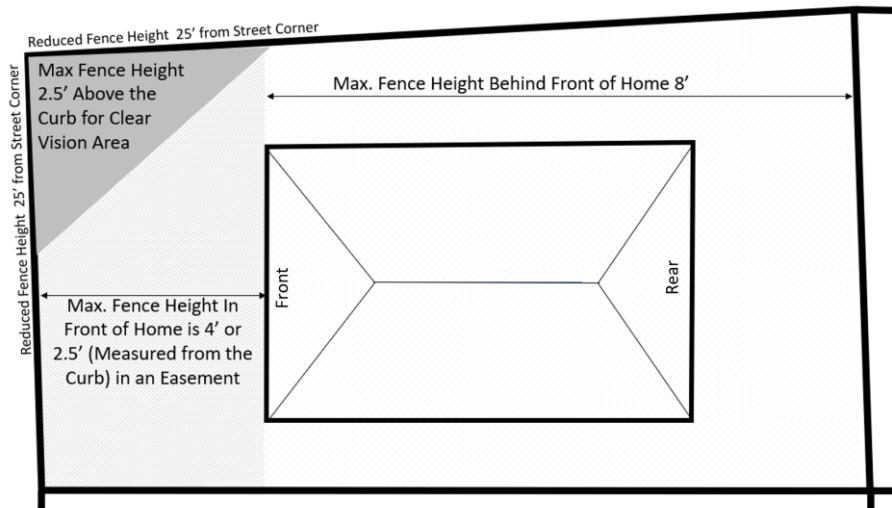 Reduced Fence Height  25’ from Street Corner
Reduced Fence Height  25’ from Street Corner
Max Fence Height
2.5’ Above the
Curb for Clear
Vision Area
Max. Fence Height Behind Front of Home 8’
Max. Fence Height In
Front of Home is 4’ or
2.5’ (Measured from the
Curb) in an Easement
Front
Rear